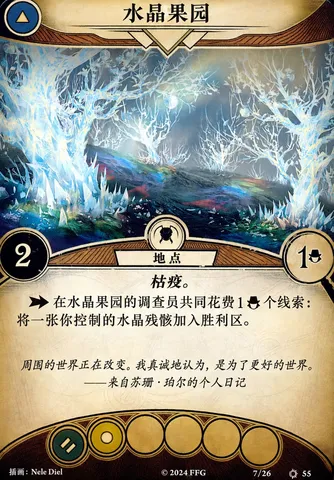 水晶果园
2
地点
1
枯疫。
在水晶果园的调查员共同花费1个线索:
将一张你控制的水晶残骸加入胜利区。
周围的世界正在改变。我真诚地认为,是为了更好的世界。
——来自苏珊·珀尔的个人日记
插画:Nele Diel
© 2024 FFG
7/26
55